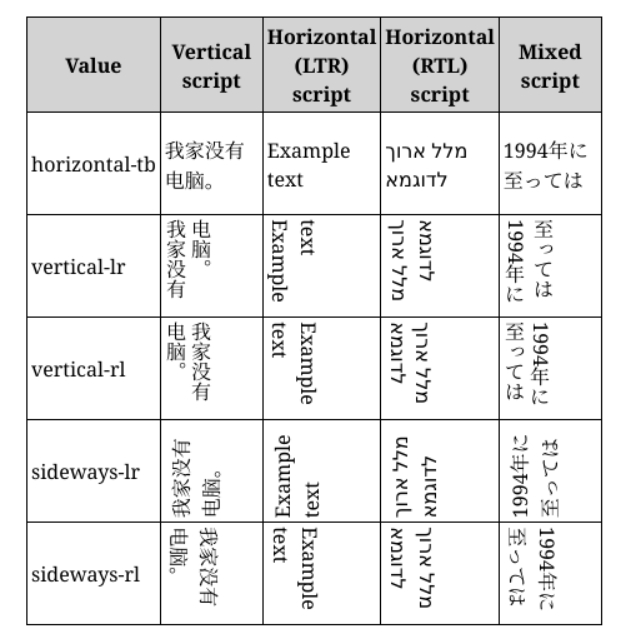 Value
Vertical
script
Horizontal
(LTR)
script
Horizontal
(RTL)
script
Mixed
script
horizontal-tb
我家没有
电脑。
Example
text
מלל ארוך
לדוגמא
1994年に
至っては
vertical-lr
我家没有
电脑。
Example
text
מלל ארוך
לדוגמא
1994年に
至っては
vertical-rl
我家没有
电脑。
Example
text
מלל ארוך
לדוגמא
1994年に
至っては
sideways-lr
我家没有
电脑。
Example
text
מלל ארוך
לדוגמא
1994年に
至っては
sideways-rl
我家没有
电脑。
Example
text
מלל ארוך
לדוגמא
1994年に
至っては